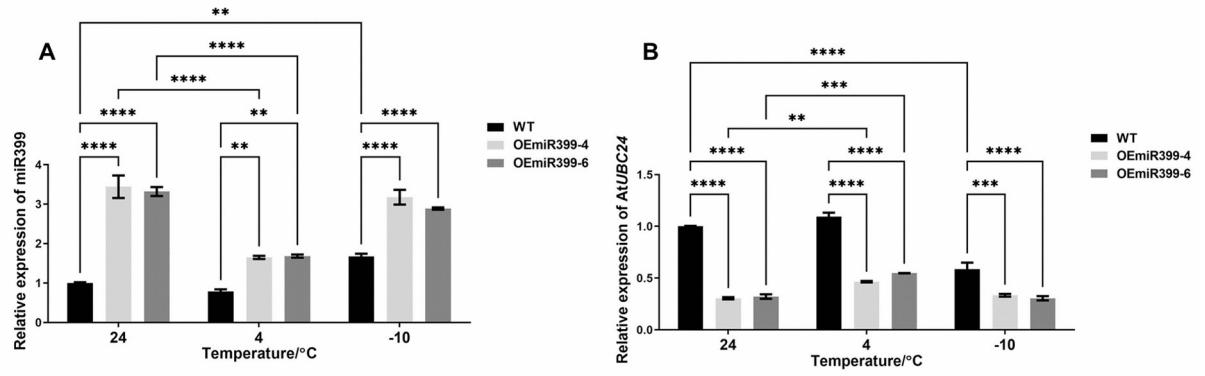 A
**
****
****
****
**
****
****
**
****
WT
OEmiR399-4
OEmiR399-6
Relative expression of miR399
4
3
2
1
0
24
4
-10
Temperature/°C
B
****
***
**
****
****
****
****
****
***
WT
OEmiR399-4
OEmiR399-6
Relative expression of AtUBC24
1.5
1.0
0.5
0.0
24
4
-10
Temperature/°C